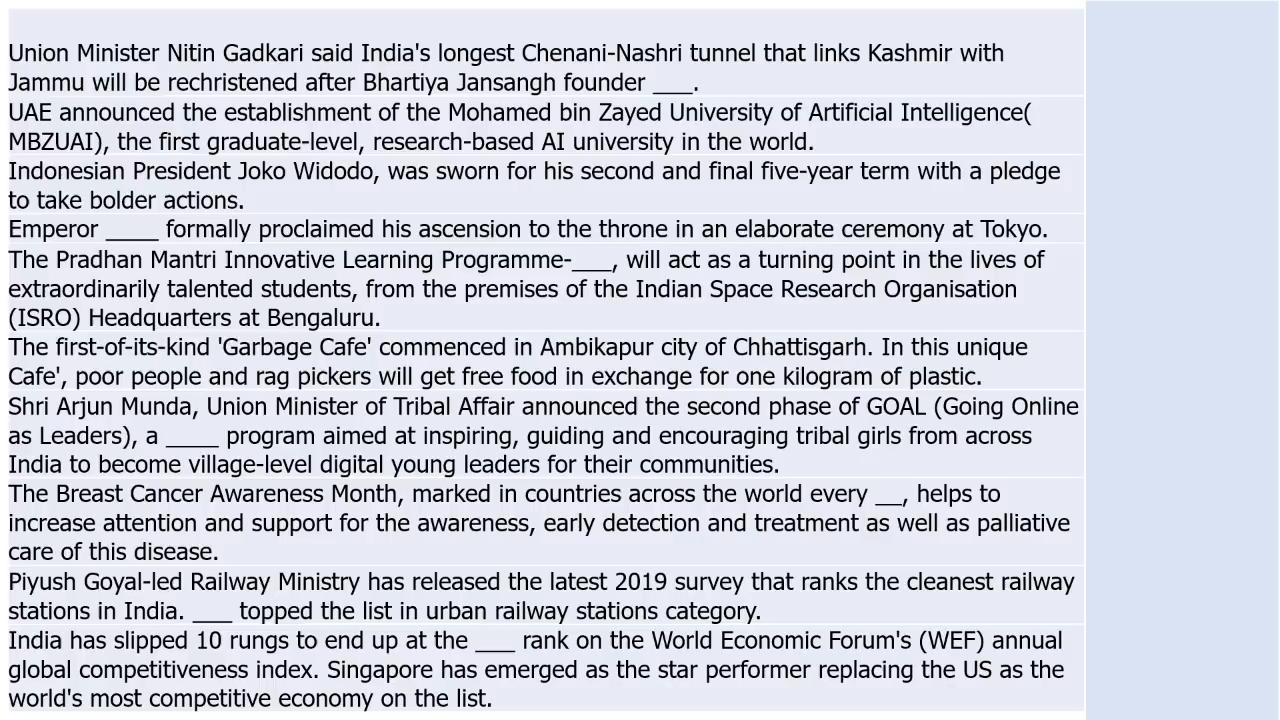 Union Minister Nitin Gadkari said India's longest Chenani-Nashri tunnel that links Kashmir with
Jammu will be rechristened after Bhartiya Jansangh founder ___.
UAE announced the establishment of the Mohamed bin Zayed University of Artificial Intelligence(
MBZUAI), the first graduate-level, research-based AI university in the world.
Indonesian President Joko Widodo, was sworn for his second and final five-year term with a pledge
to take bolder actions.
Emperor ____ formally proclaimed his ascension to the throne in an elaborate ceremony at Tokyo.
The Pradhan Mantri Innovative Learning Programme-___, will act as a turning point in the lives of
extraordinarily talented students, from the premises of the Indian Space Research Organisation
(ISRO) Headquarters at Bengaluru.
The first-of-its-kind 'Garbage Cafe' commenced in Ambikapur city of Chhattisgarh. In this unique
Cafe', poor people and rag pickers will get free food in exchange for one kilogram of plastic.
Shri Arjun Munda, Union Minister of Tribal Affair announced the second phase of GOAL (Going Online
as Leaders), a ____ program aimed at inspiring, guiding and encouraging tribal girls from across
India to become village-level digital young leaders for their communities.
The Breast Cancer Awareness Month, marked in countries across the world every __, helps to
increase attention and support for the awareness, early detection and treatment as well as palliative
care of this disease.
Piyush Goyal-led Railway Ministry has released the latest 2019 survey that ranks the cleanest railway
stations in India. ___ topped the list in urban railway stations category.
India has slipped 10 rungs to end up at the ___ rank on the World Economic Forum's (WEF) annual
global competitiveness index. Singapore has emerged as the star performer replacing the US as the
world's most competitive economy on the list.